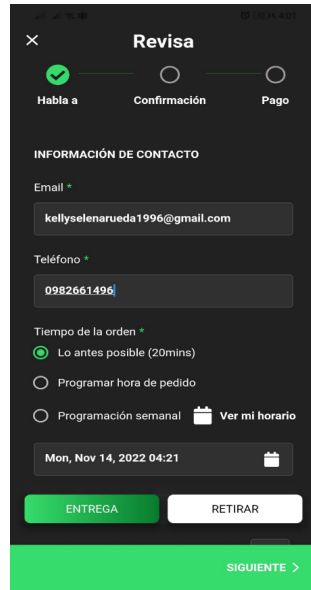 Revisa
Habla a Confirmación Pago
INFORMACIÓN DE CONTACTO
Email *
kellyselenarueda1996@gmail.com
Teléfono *
0982661496
Tiempo de la orden *
Lo antes posible (20mins)
Programar hora de pedido
Programación semanal Ver mi horario
Mon, Nov 14, 2022 04:21
ENTREGA RETIRAR
SIGUIENTE >